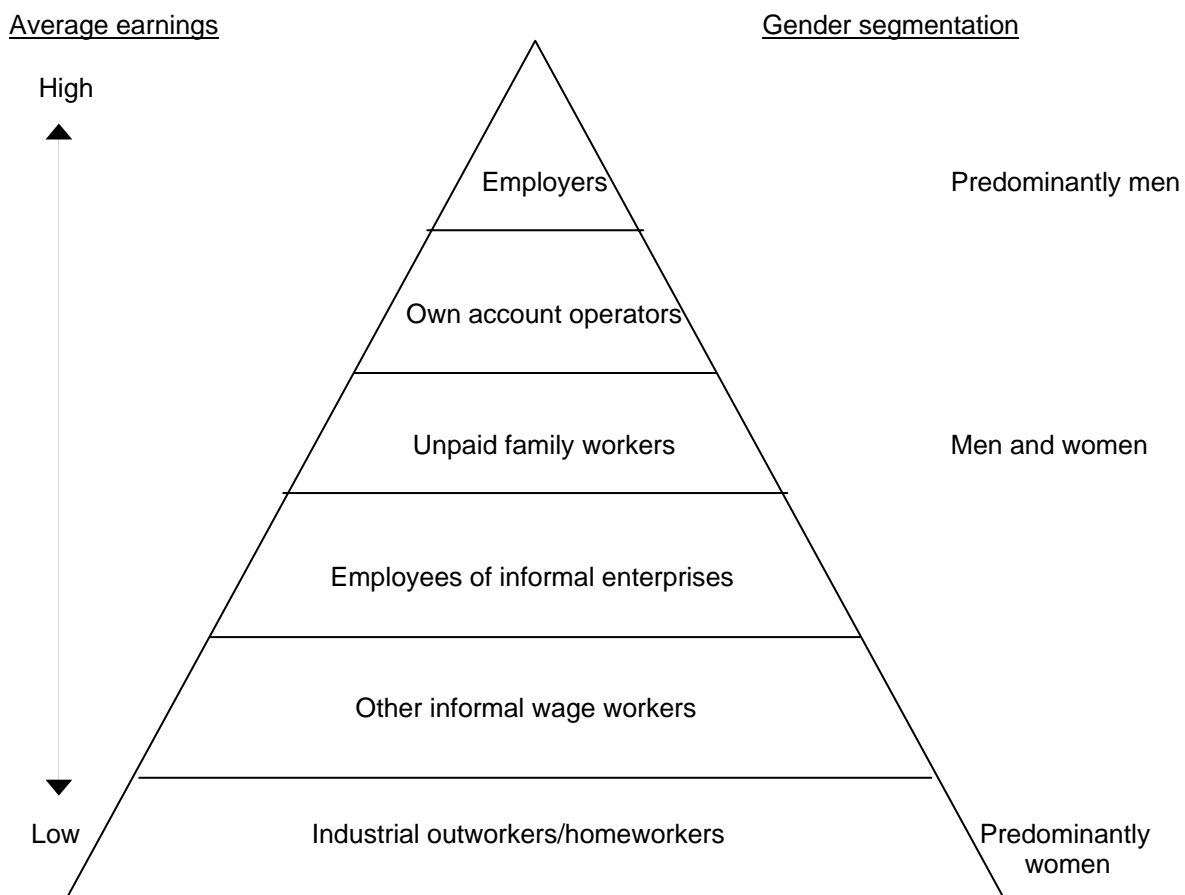 Average earnings
Gender segmentation
High
Employers
Predominantly men
Own account operators
Unpaid family workers
Men and women
Employees of informal enterprises
Other informal wage workers
Low
Industrial outworkers/homeworkers
Predominantly
women